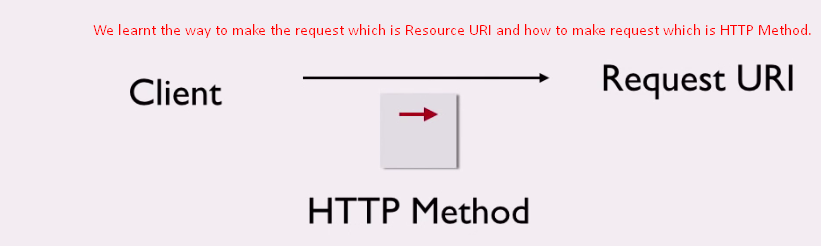 We learnt the way to make the request which is Resource URI and how to make request which is HTTP Method.
Client
Request URI
HTTP Method